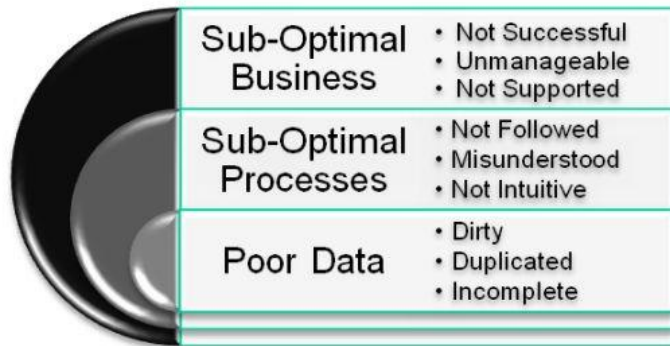 Sub-Optimal
Business
• Not Successful
• Unmanageable
• Not Supported
Sub-Optimal
Processes
• Not Followed
• Misunderstood
• Not Intuitive
Poor Data
• Dirty
• Duplicated
• Incomplete